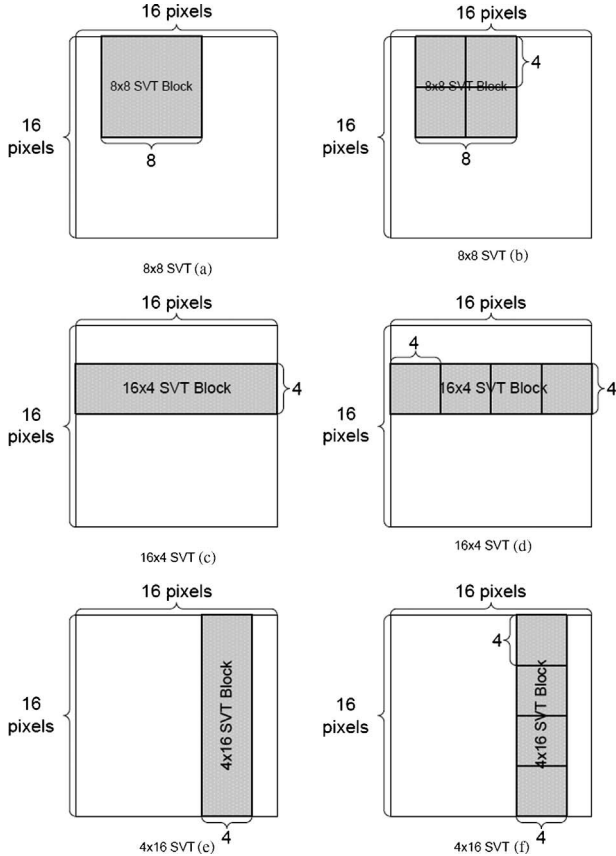 16 pixels
8x8 SVT Block
16
pixels
8
8x8 SVT (a)
16 pixels
8x8 SVT Block
4
16
pixels
8
8x8 SVT (b)
16 pixels
16x4 SVT Block
4
16
pixels
16x4 SVT (c)
16 pixels
4
16x4 SVT Block
4
16
pixels
16x4 SVT (d)
16 pixels
16
pixels
4x16 SVT Block
4
4x16 SVT (e)
16 pixels
4
16
pixels
4x16 SVT Block
4
4x16 SVT (f)